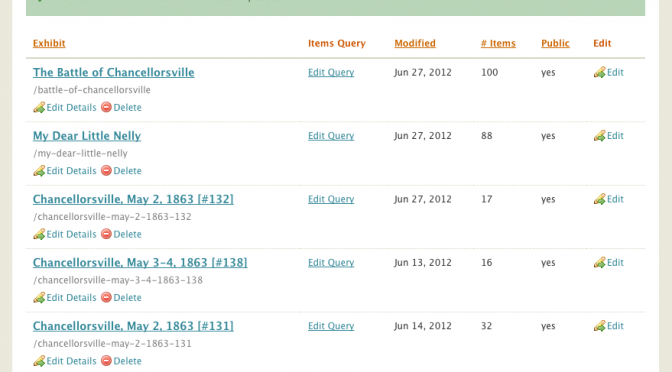 Exhibit Items Query Modified # Items Public Edit
The Battle of Chancellorsville Edit Query Jun 27, 2012 100 yes Edit
/battle-of-chancellorsville
Edit Details Delete
My Dear Little Nelly Edit Query Jun 27, 2012 88 yes Edit
/my-dear-little-nelly
Edit Details Delete
Chancellorsville, May 2, 1863 [#132] Edit Query Jun 27, 2012 17 yes Edit
/chancellorsville-may-2-1863-132
Edit Details Delete
Chancellorsville, May 3-4, 1863 [#138] Edit Query Jun 13, 2012 16 yes Edit
/chancellorsville-may-3-4-1863-138
Edit Details Delete
Chancellorsville, May 2, 1863 [#131] Edit Query Jun 14, 2012 32 yes Edit
/chancellorsville-may-2-1863-131
Edit Details Delete